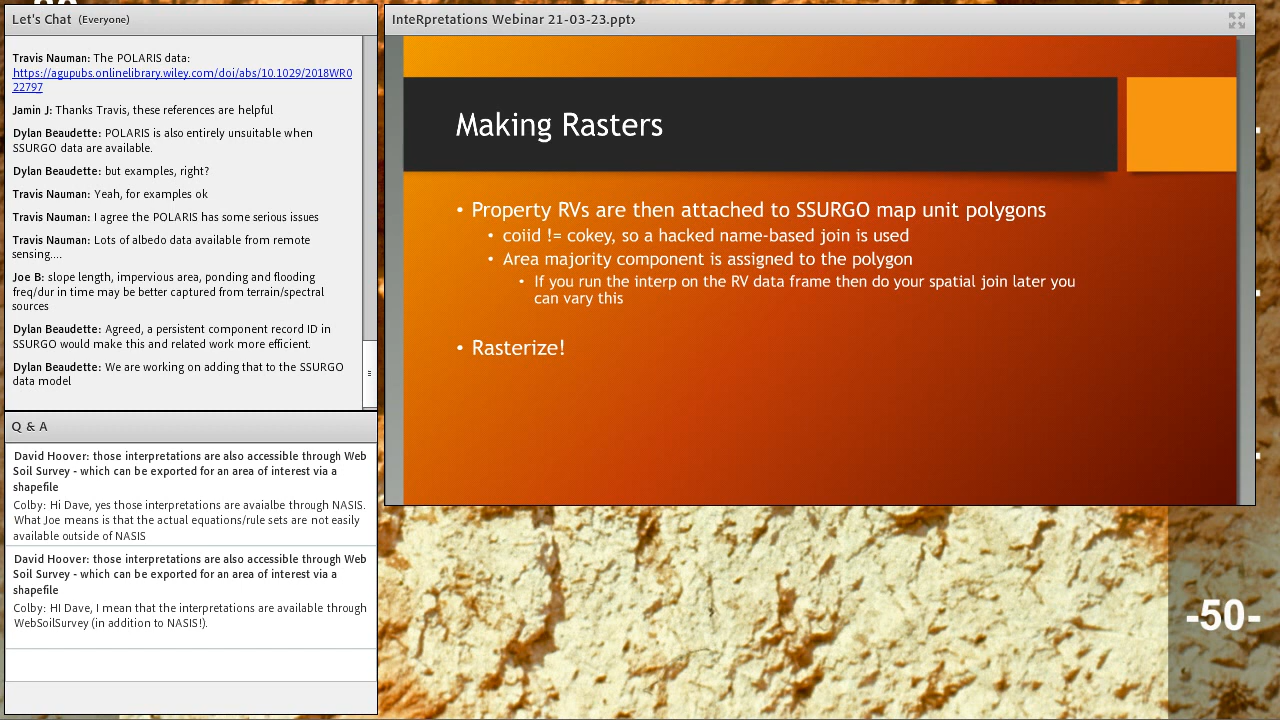 Let's Chat (Everyone)
Travis Nauman: The POLARIS data:
https://agupubs.onlinelibrary.wiley.com/doi/abs/10.1029/2018WR0
22797
Jamin J: Thanks Travis, these references are helpful
Dylan Beaudette: POLARIS is also entirely unsuitable when
SSURGO data are available.
Dylan Beaudette: but examples, right?
Travis Nauman: Yeah, for examples ok
Travis Nauman: I agree the POLARIS has some serious issues
Travis Nauman: Lots of albedo data available from remote
sensing....
Joe B: slope length, impervious area, ponding and flooding
freq/dur in time may be better captured from terrain/spectral
sources
Dylan Beaudette: Agreed, a persistent component record ID in
SSURGO would make this and related work more efficient.
Dylan Beaudette: We are working on adding that to the SSURGO
data model
Q & A
David Hoover: those interpretations are also accessible through Web
Soil Survey - which can be exported for an area of interest via a
shapefile
Colby: Hi Dave, yes those interpretations are avaialbe through NASIS.
What Joe means is that the actual equations/rule sets are not easily
available outside of NASIS
David Hoover: those interpretations are also accessible through Web
Soil Survey - which can be exported for an area of interest via a
shapefile
Colby: HI Dave, I mean that the interpretations are available through
WebSoilSurvey (in addition to NASIS!).
InteRpretations Webinar 21-03-23.ppt›
Making Rasters
• Property RVs are then attached to SSURGO map unit polygons
• coiid != cokey, so a hacked name-based join is used
• Area majority component is assigned to the polygon
• If you run the interp on the RV data frame then do your spatial join later you
can vary this
• Rasterize!
-50-